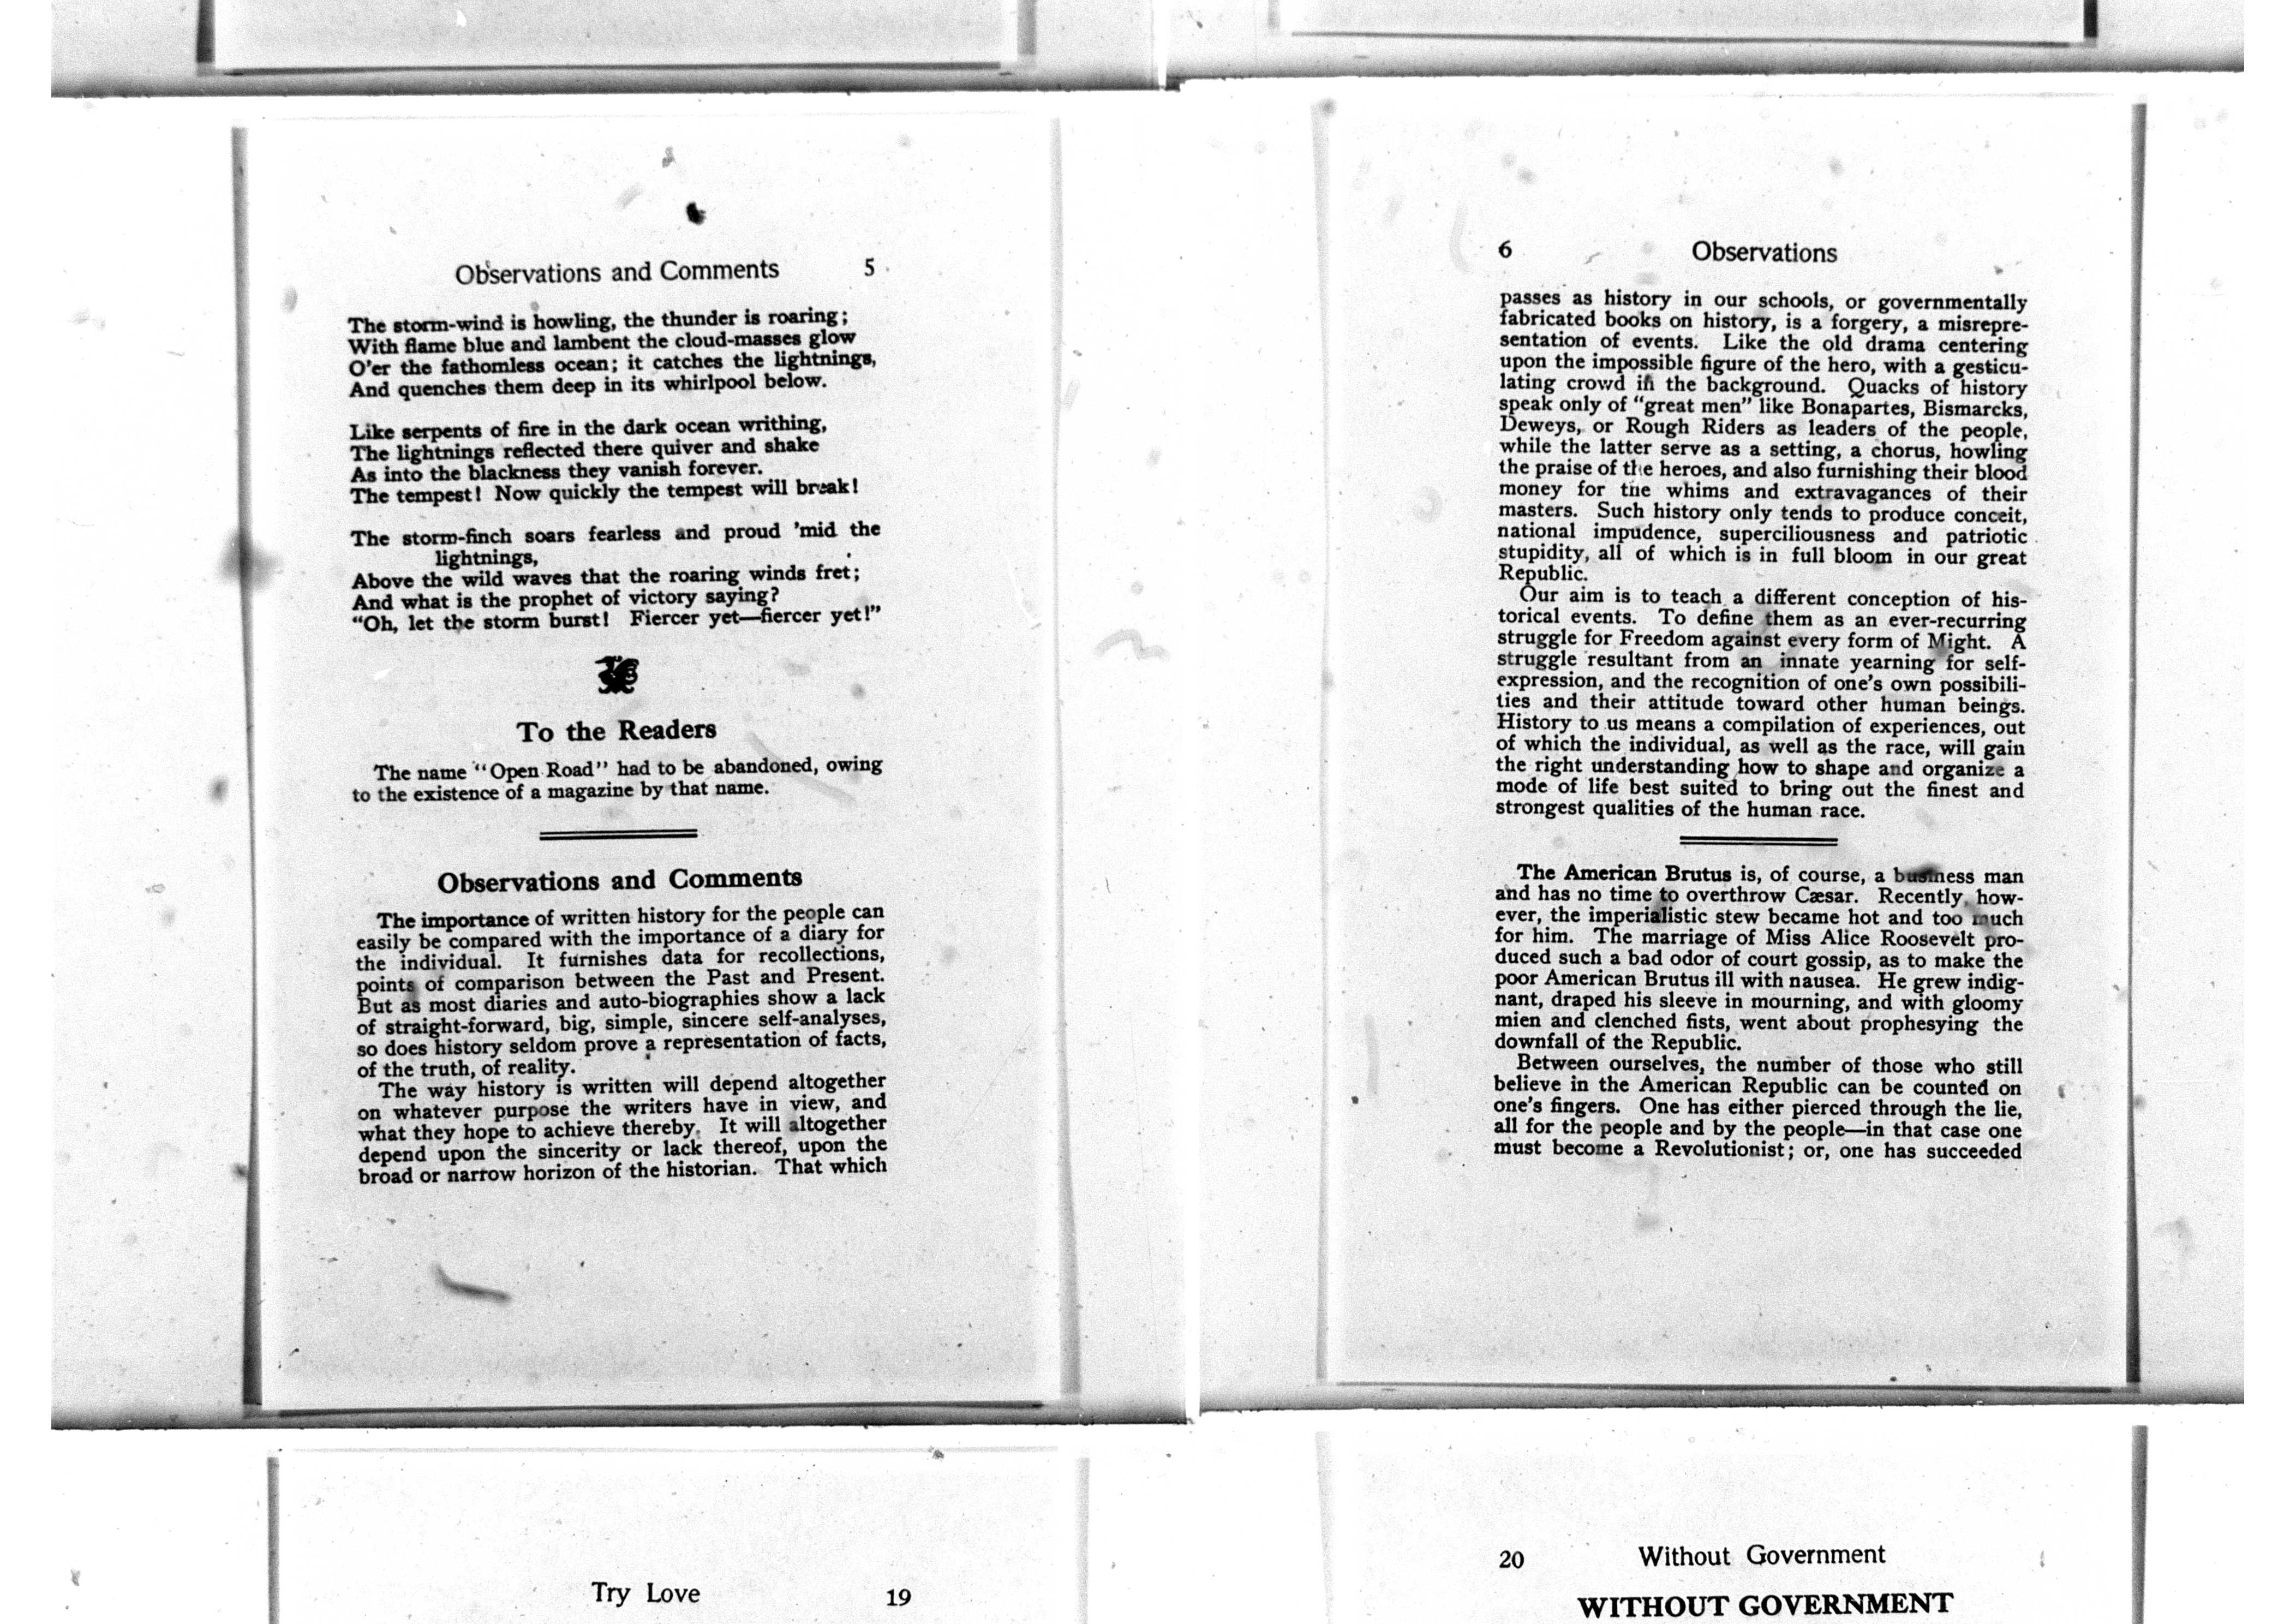 Observations and Comments 5
The storm-wind is howling, the thunder is roaring;
With flame blue and lambent the cloud-masses glow
O'er the fathomless ocean; it catches the lightnings,
And quenches them deep in its whirlpool below.
Like serpents of fire in the dark ocean writhing,
The lightnings reflected there quiver and shake
As into the blackness they vanish forever.
The tempest! Now quickly the tempest will break!
The storm-finch soars fearless and proud 'mid the
lightnings,
Above the wild waves that the roaring winds fret;
And what is the prophet of victory saying?
"Oh, let the storm burst! Fiercer yet—fiercer yet!"
To the Readers
The name "Open Road" had to be abandoned, owing
to the existence of a magazine by that name.
Observations and Comments
The importance of written history for the people can
easily be compared with the importance of a diary for
the individual. It furnishes data for recollections,
points of comparison between the Past and Present.
But as most diaries and auto-biographies show a lack
of straight-forward, big, simple, sincere self-analyses,
so does history seldom prove a representation of facts,
of the truth, of reality.
The way history is written will depend altogether
on whatever purpose the writers have in view, and
what they hope to achieve thereby. It will altogether
depend upon the sincerity or lack thereof, upon the
broad or narrow horizon of the historian. That which
6 Observations
passes as history in our schools, or governmentally
fabricated books on history, is a forgery, a misrepre-
sentation of events. Like the old drama centering
upon the impossible figure of the hero, with a gesticu-
lating crowd in the background. Quacks of history
speak only of "great men" like Bonapartes, Bismarcks,
Deweys, or Rough Riders as leaders of the people,
while the latter serve as a setting, a chorus, howling
the praise of the heroes, and also furnishing their blood
money for the whims and extravagances of their
masters. Such history only tends to produce conceit,
national impudence, superciliousness and patriotic
stupidity, all of which is in full bloom in our great
Republic.
Our aim is to teach a different conception of his-
torical events. To define them as an ever-recurring
struggle for Freedom against every form of Might. A
struggle resultant from an innate yearning for self-
expression, and the recognition of one's own possibili-
ties and their attitude toward other human beings.
History to us means a compilation of experiences, out
of which the individual, as well as the race, will gain
the right understanding how to shape and organize a
mode of life best suited to bring out the finest and
strongest qualities of the human race.
The American Brutus is, of course, a business man
and has no time to overthrow Cæsar. Recently, how-
ever, the imperialistic stew became hot and too much
for him. The marriage of Miss Alice Roosevelt pro-
duced such a bad odor of court gossip, as to make the
poor American Brutus ill with nausea. He grew indig-
nant, draped his sleeve in mourning, and with gloomy
mien and clenched fists, went about prophesying the
downfall of the Republic.
Between ourselves, the number of those who still
believe in the American Republic can be counted on
one's fingers. One has either pierced through the lie,
all for the people and by the people—in that case one
must become a Revolutionist; or, one has succeeded
Try Love 19
20 Without Government
WITHOUT GOVERNMENT